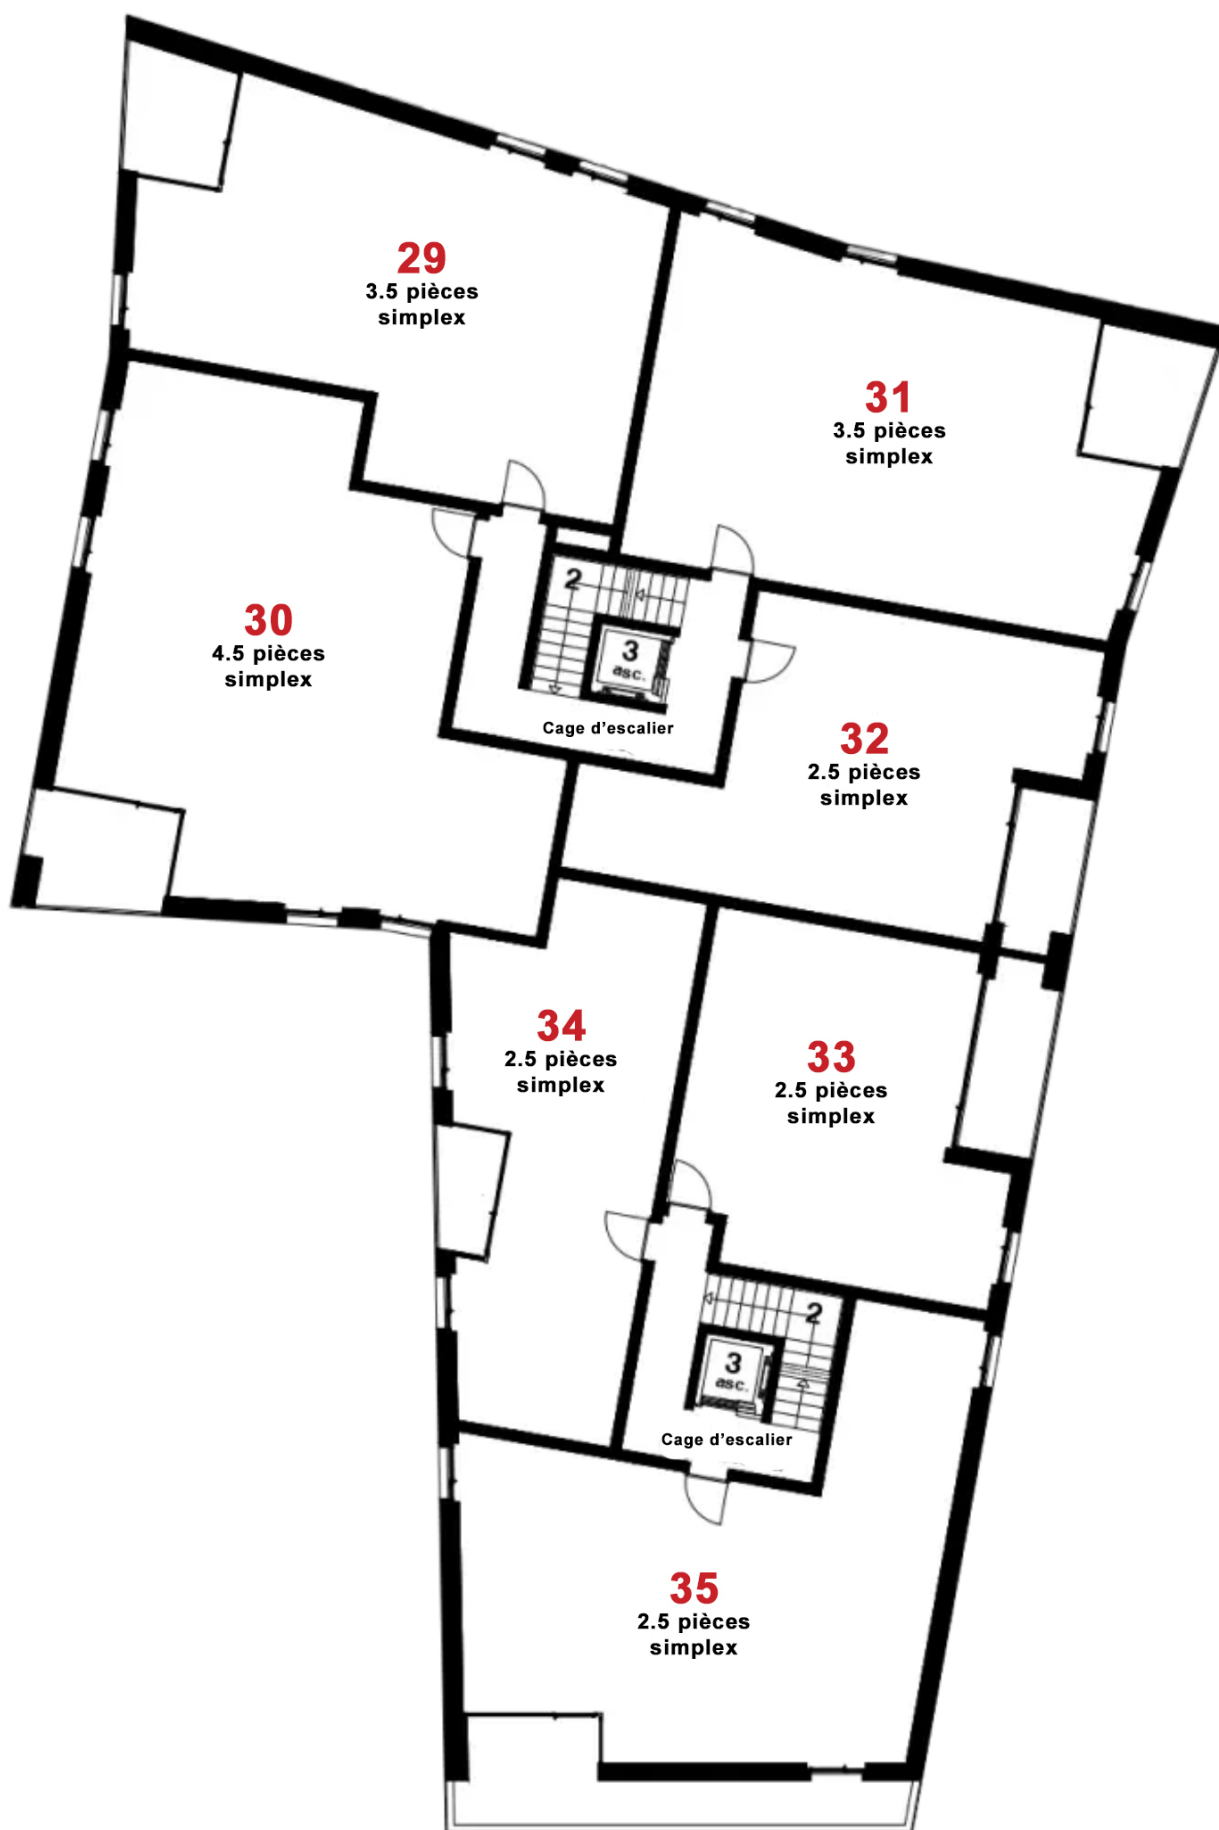 29
3.5 pièces
simplex
31
3.5 pièces
simplex
30
4.5 pièces
simplex
2
3
asc.
Cage d'escalier
32
2.5 pièces
simplex
34
2.5 pièces
simplex
33
2.5 pièces
simplex
2
3
asc.
Cage d'escalier
35
2.5 pièces
simplex